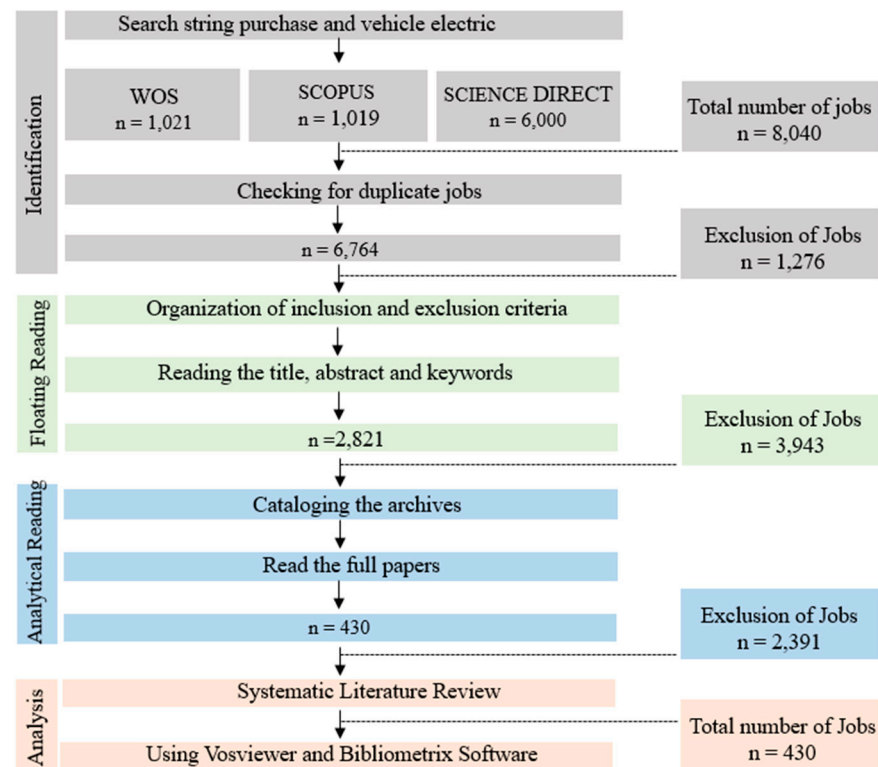 Identification
Search string purchase and vehicle electric
WOS
n = 1,021
SCOPUS
n = 1,019
SCIENCE DIRECT
n = 6,000
Total number of jobs
n = 8,040
Checking for duplicate jobs
n = 6,764
Exclusion of Jobs
n = 1,276
Floating Reading
Organization of inclusion and exclusion criteria
Reading the title, abstract and keywords
n =2,821
Exclusion of Jobs
n = 3,943
Analytical Reading
Cataloging the archives
Read the full papers
n = 430
Exclusion of Jobs
n = 2,391
Analysis
Systematic Literature Review
Total number of Jobs
n = 430
Using Vosviewer and Bibliometrix Software